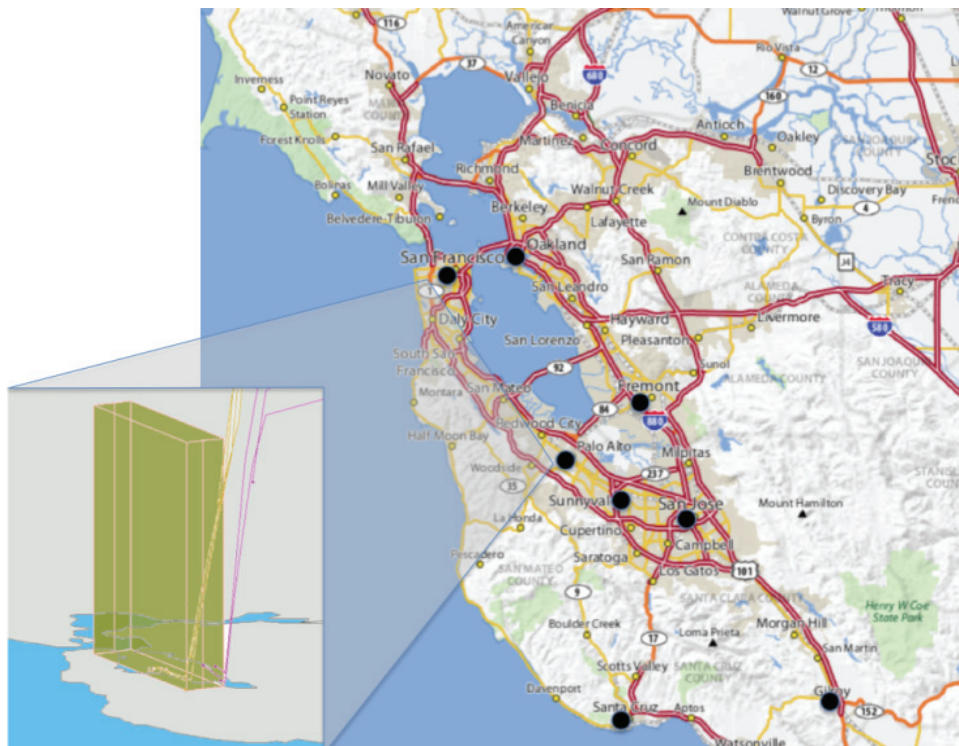 116
American
Canyon
Walnut Grove
Rio Vista
12
Inverness
Novato
37
Vallejo
680
160
Point Reyes
Station
Benicia
Antioch
Oakley
SAN JOAQUIN
COUNTY
Forest Knolls
San Rafael
Martinez
Concord
Brentwood
Richmond
Bolinas
Mill Valley
Walnut Creek
Mount Diablo
Discovery Bay
4
Belvedere-Tiburon
Berkeley
Lafayette
Byron
CONTRA COSTA
COUNTY
Oakland
San Francisco
San Ramon
J4
1
San Leandro
ALAMEDA
COUNTY
Tracy
Daly City
Hayward
Livermore
580
San Lorenzo
Pleasanton
South San
Francisco
92
Sunol
SAN JOAQUIN
COUNTY
San Mateo
ALAMEDA COUNTY
Montara
84
Fremont
880
Redwood City
Half Moon Bay
Palo Alto
Milpitas
Woodside
237
35
Sunnyval
San Jose
Mount Hamilton
La Honda
Cupertino
Campbell
Pescadero
Saratoga
SAN MATEO
COUNTY
Los Gatos
101
SANTA CLARA COUNTY
9
Henry W Coe
State Park
Boulder Creek
17
Loma Prieta
Morgan Hill
San Martin
Scotts Valley
SANTA CRUZ
COUNTY
Davenport
Gilroy
152
Santa Cruz
Aptos
Watsonville